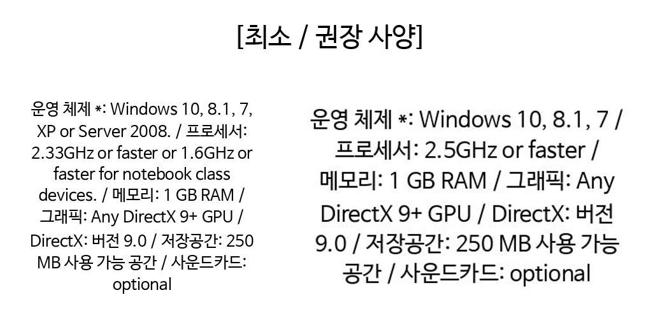 [최소 / 권장 사양]
운영 체제 *: Windows 10, 8.1, 7,
XP or Server 2008. / 프로세서:
2.33GHz or faster or 1.6GHz or
faster for notebook class
devices. / 메모리: 1 GB RAM /
그래픽: Any DirectX 9+ GPU /
DirectX: 버전 9.0 / 저장공간: 250
MB 사용 가능 공간 / 사운드카드:
optional
운영 체제 *: Windows 10, 8.1, 7 /
프로세서: 2.5GHz or faster /
메모리: 1 GB RAM / 그래픽: Any
DirectX 9+ GPU / DirectX: 버전
9.0 / 저장공간: 250 MB 사용 가능
공간 / 사운드카드: optional